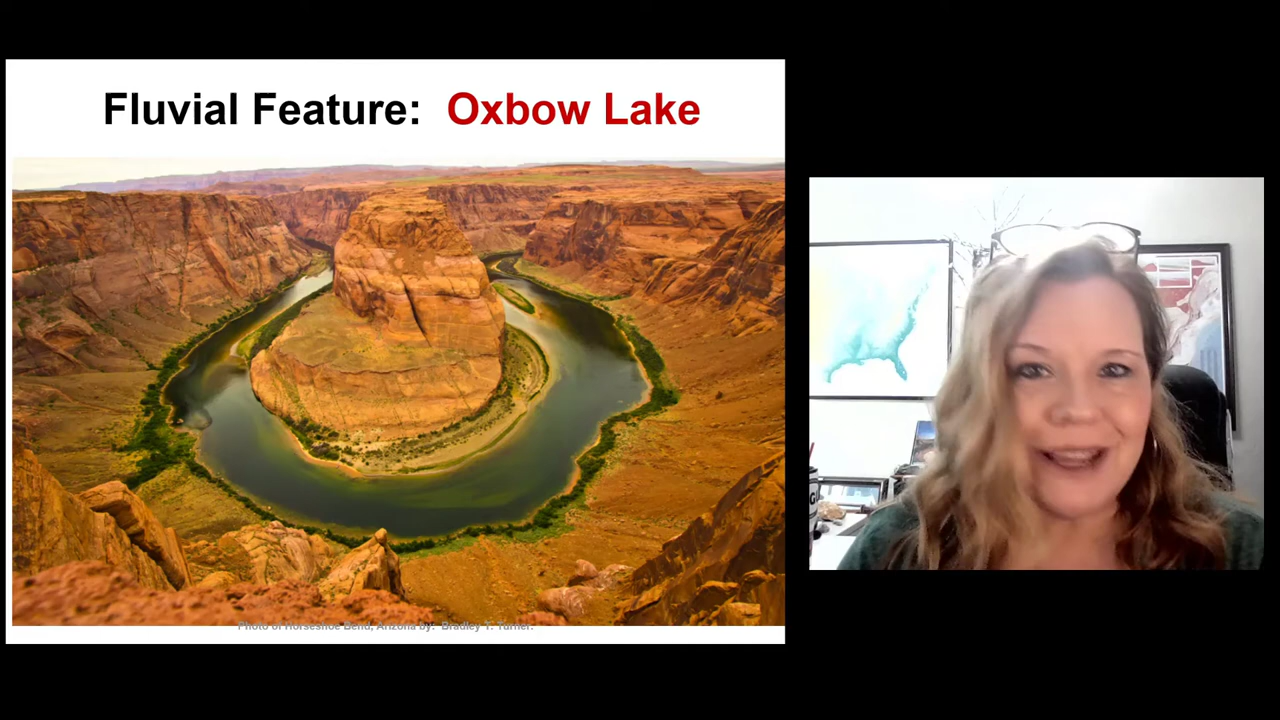 Fluvial Feature: Oxbow Lake
Photo of Horseshoe Bend, Arizona by: Bradley T. Turner.